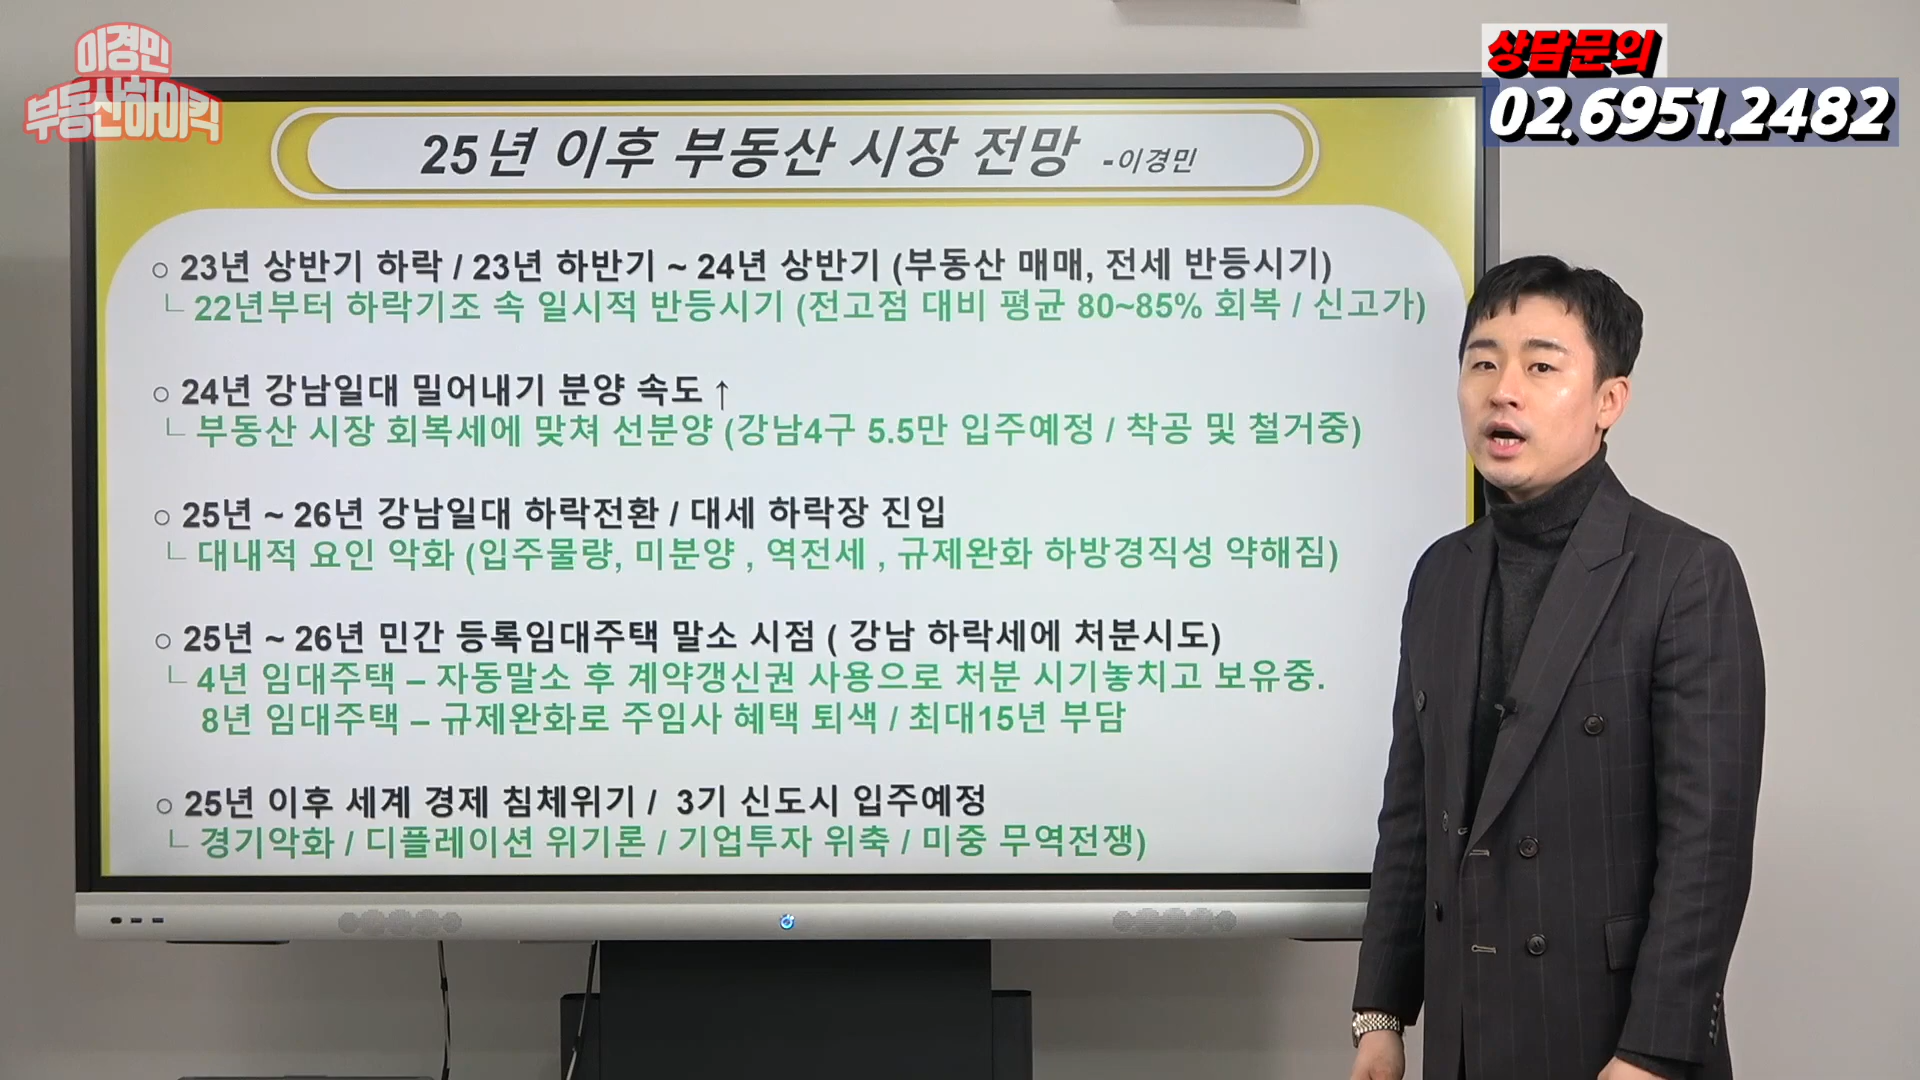 이경민
부동산하이킥
상담문의
02.6951.2482
25년 이후 부동산 시장 전망 -이경민
○ 23년 상반기 하락 / 23년 하반기 ~ 24년 상반기 (부동산 매매, 전세 반등시기)
└ 22년부터 하락기조 속 일시적 반등시기 (전고점 대비 평균 80~85% 회복 / 신고가)
○ 24년 강남일대 밀어내기 분양 속도 ↑
└ 부동산 시장 회복세에 맞쳐 선분양 (강남4구 5.5만 입주예정 / 착공 및 철거중)
○ 25년 ~ 26년 강남일대 하락전환 / 대세 하락장 진입
└ 대내적 요인 악화 (입주물량, 미분양 , 역전세 , 규제완화 하방경직성 약해짐)
○ 25년 ~ 26년 민간 등록임대주택 말소 시점 ( 강남 하락세에 처분시도)
└ 4년 임대주택 – 자동말소 후 계약갱신권 사용으로 처분 시기놓치고 보유중.
8년 임대주택 – 규제완화로 주임사 혜택 퇴색 / 최대15년 부담
○ 25년 이후 세계 경제 침체위기 / 3기 신도시 입주예정
└ 경기악화 / 디플레이션 위기론 / 기업투자 위축 / 미중 무역전쟁)